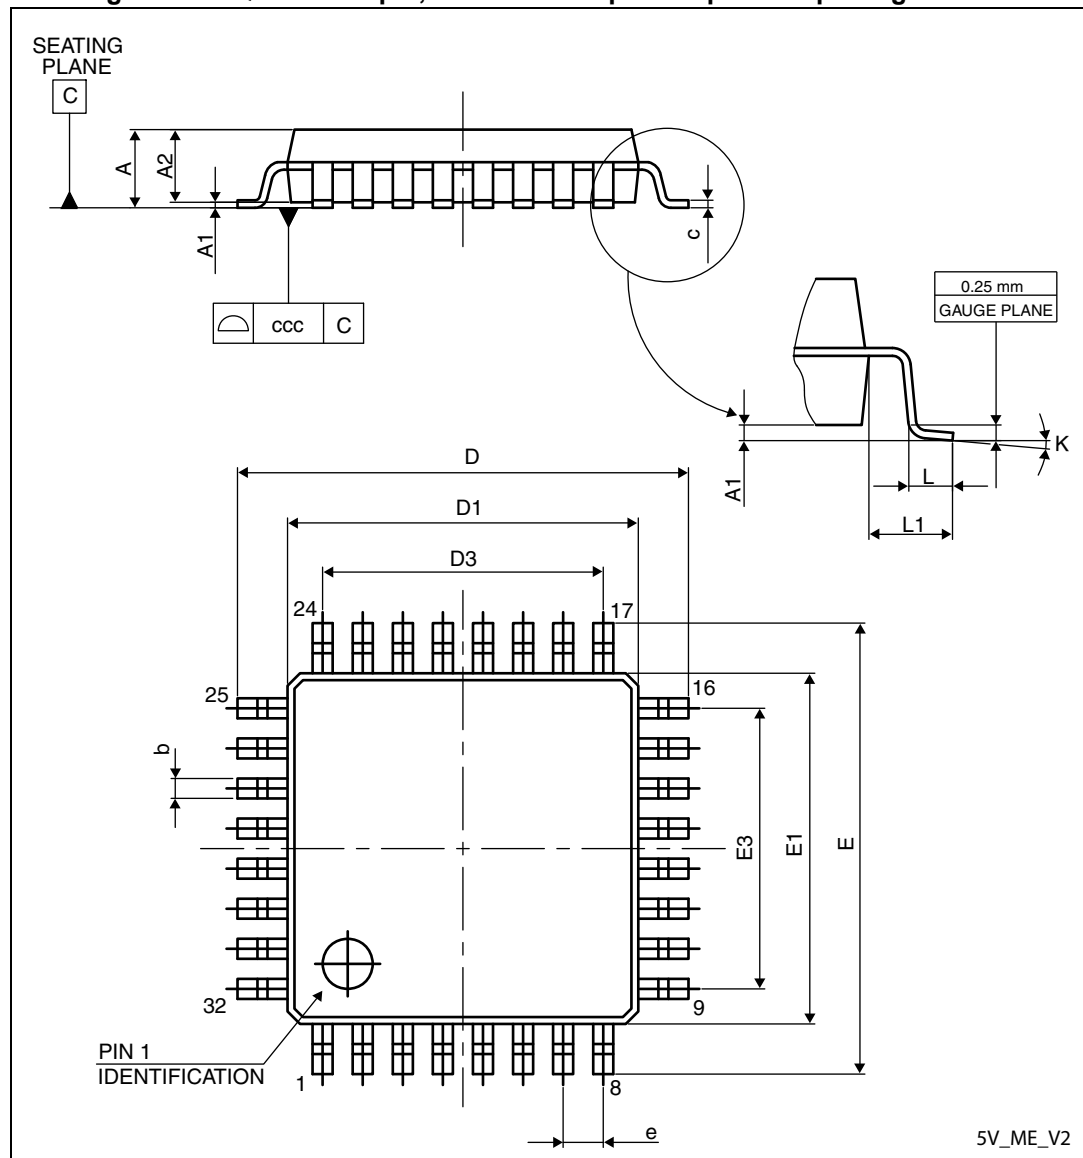 SEATING
PLANE
C
A
A2
A1
c
ccc C
0.25 mm
GAUGE PLANE
A1
K
L
L1
D
D1
D3
24
17
25
16
b
E3
E1
E
32
9
PIN 1
IDENTIFICATION
1
8
e
5V_ME_V2